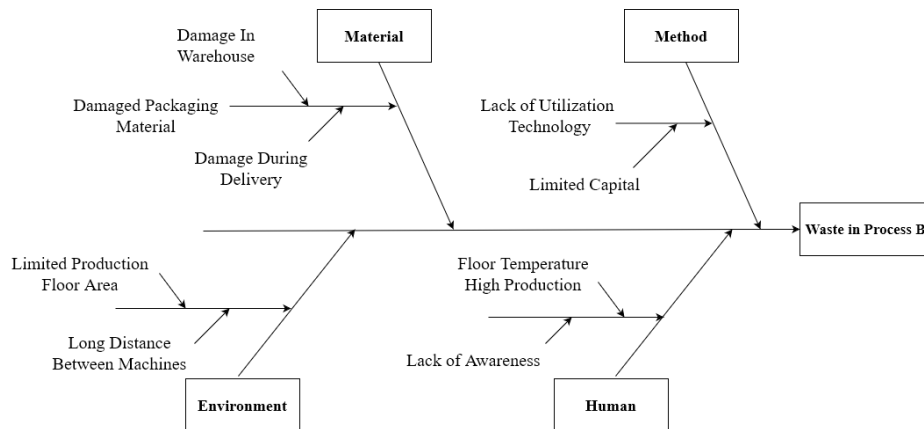 Damage In
Warehouse
Material
Method
Damaged Packaging
Material
Lack of Utilization
Technology
Damage During
Delivery
Limited Capital
Waste in Process B
Limited Production
Floor Area
Floor Temperature
High Production
Long Distance
Between Machines
Lack of Awareness
Environment
Human